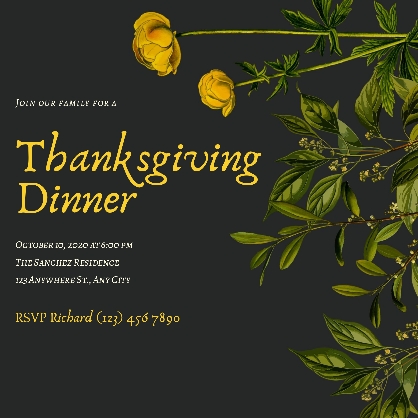 Join our family for a
Thanksgiving
Dinner
October 10, 2020 at 6:00 pm
The Sanchez Residence
123 Anywhere St., Any City
RSVP Richard (123) 456 7890